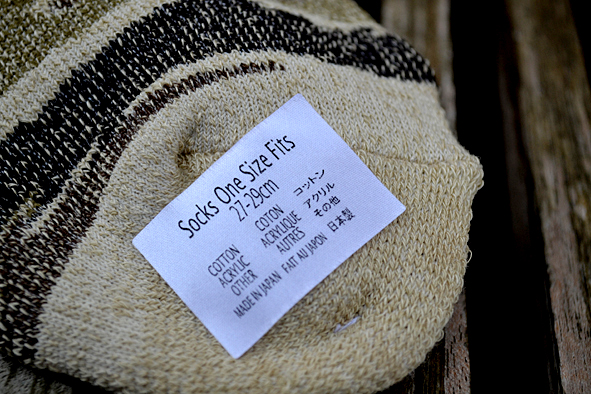 Socks One Size Fits
27-29cm
COTTON COTON コットン
ACRYLIC ACRYLIQUE アクリル
OTHER AUTRES その他
MADE IN JAPAN FAT AU JAPON 日本製